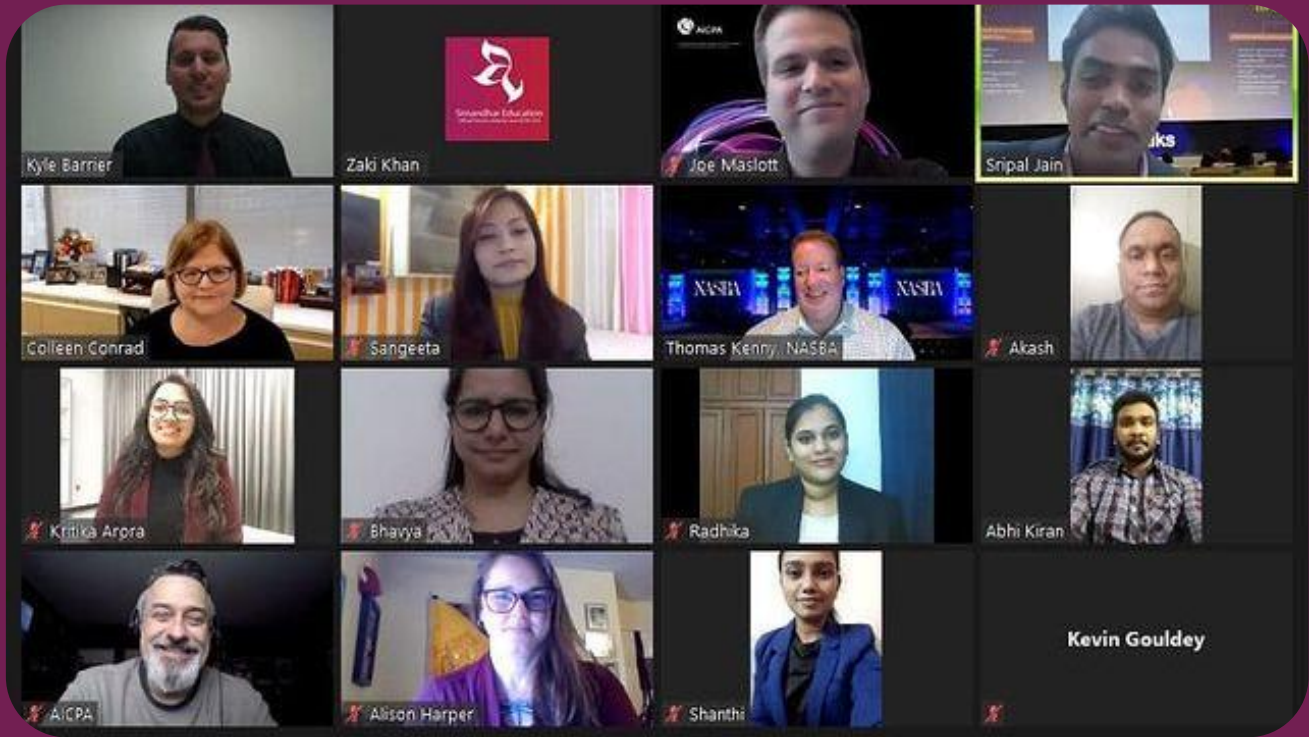 AICPA
Simandhar Education
Kyle Barrier
Zaki Khan
Joe Maslott
Sripal Jain
NASBA
NASBA
Colleen Conrad
Sangeeta
Thomas Kenny, NASBA
Akash
Kritika Arora
Bhavya
Radhika
Abhi Kiran
Kevin Gouldey
AICPA
Alison Harper
Shanthi